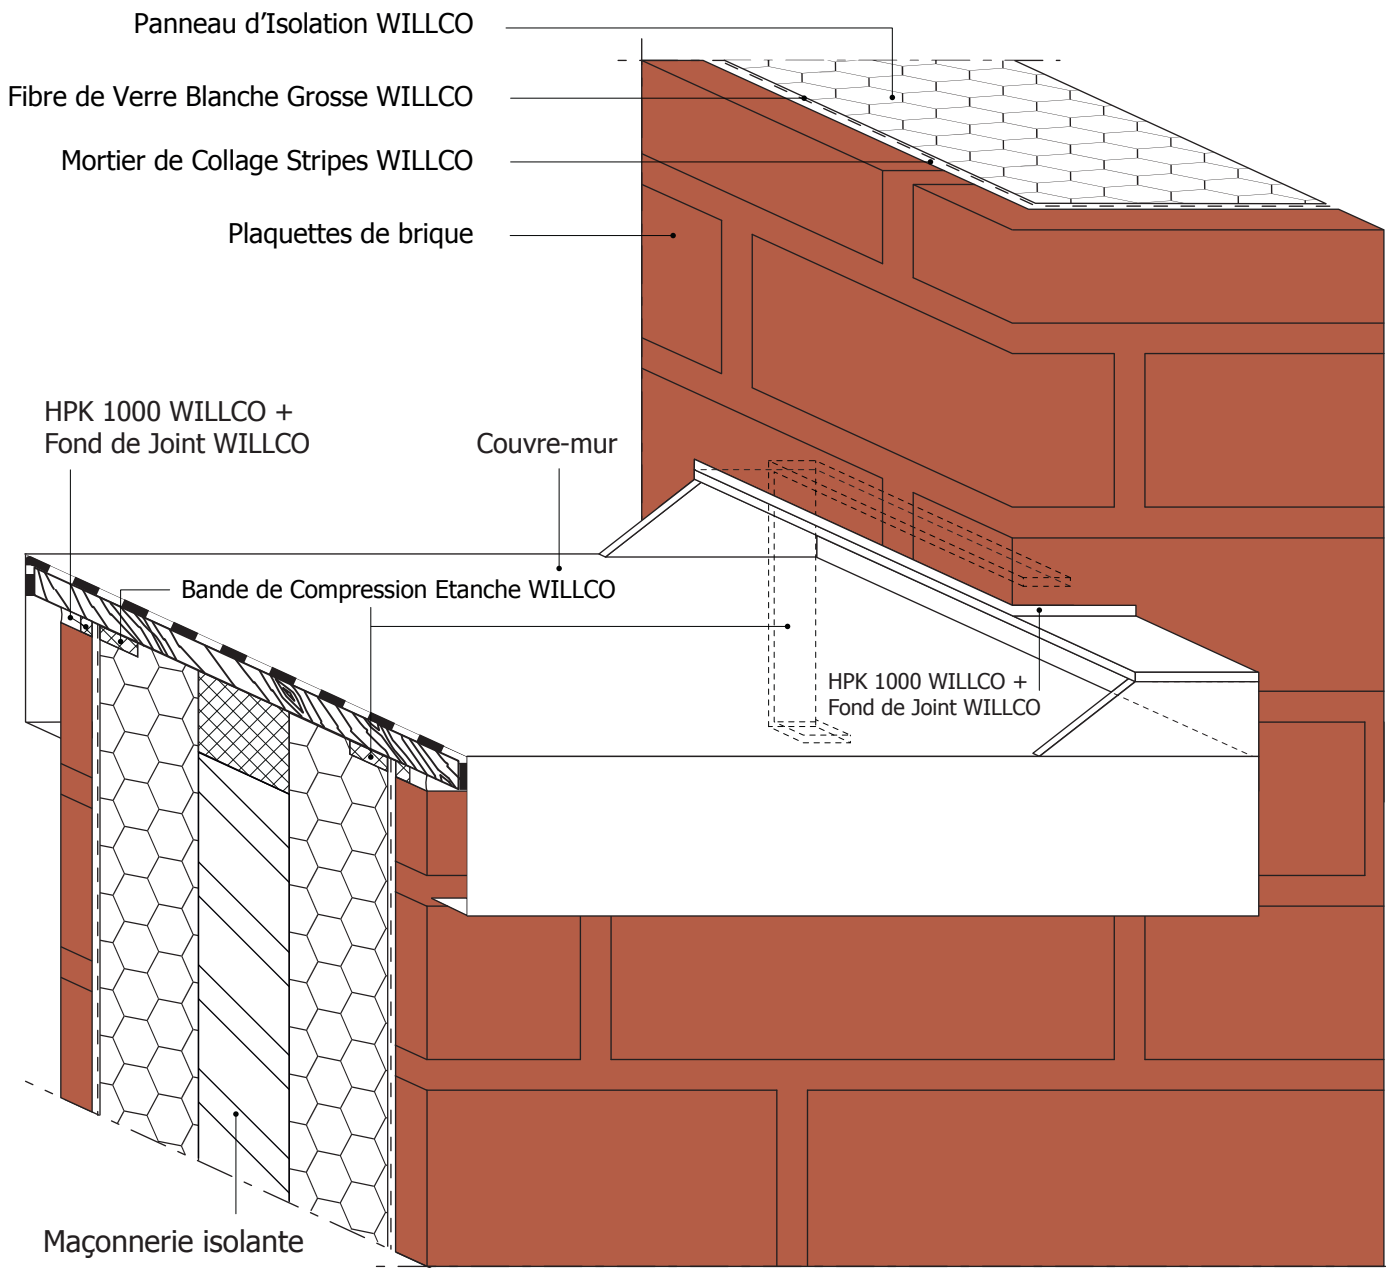 Panneau d'Isolation WILLCO
Fibre de Verre Blanche Grosse WILLCO
Mortier de Collage Stripes WILLCO
Plaquettes de brique
HPK 1000 WILLCO +
Fond de Joint WILLCO
Couvre-mur
Bande de Compression Etanche WILLCO
HPK 1000 WILLCO +
Fond de Joint WILLCO
Maçonnerie isolante